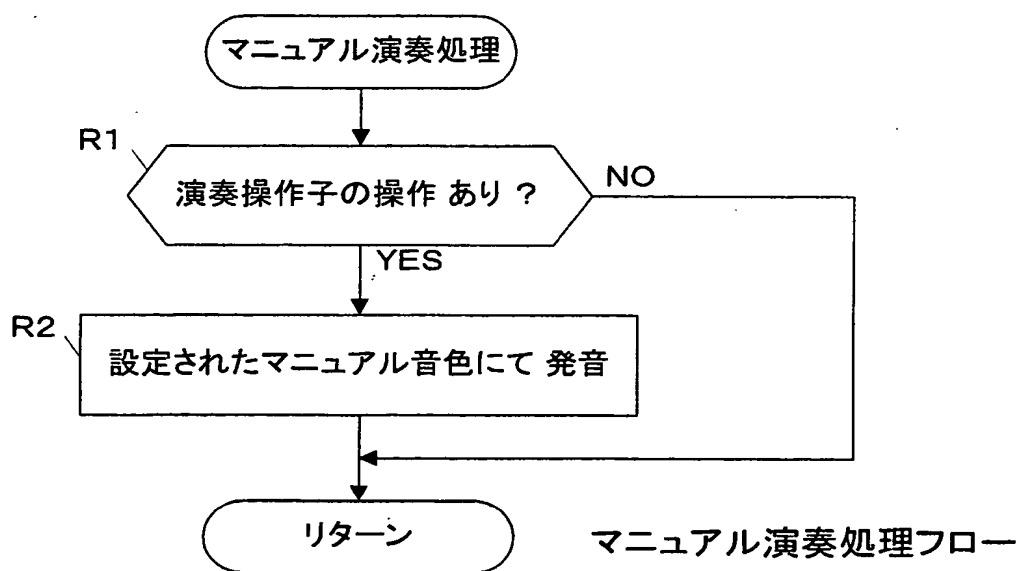 マニュアル演奏処理
R1
演奏操作子の操作 あり ?
NO
YES
R2
設定されたマニュアル音色にて 発音
リターン
マニュアル演奏処理フロー